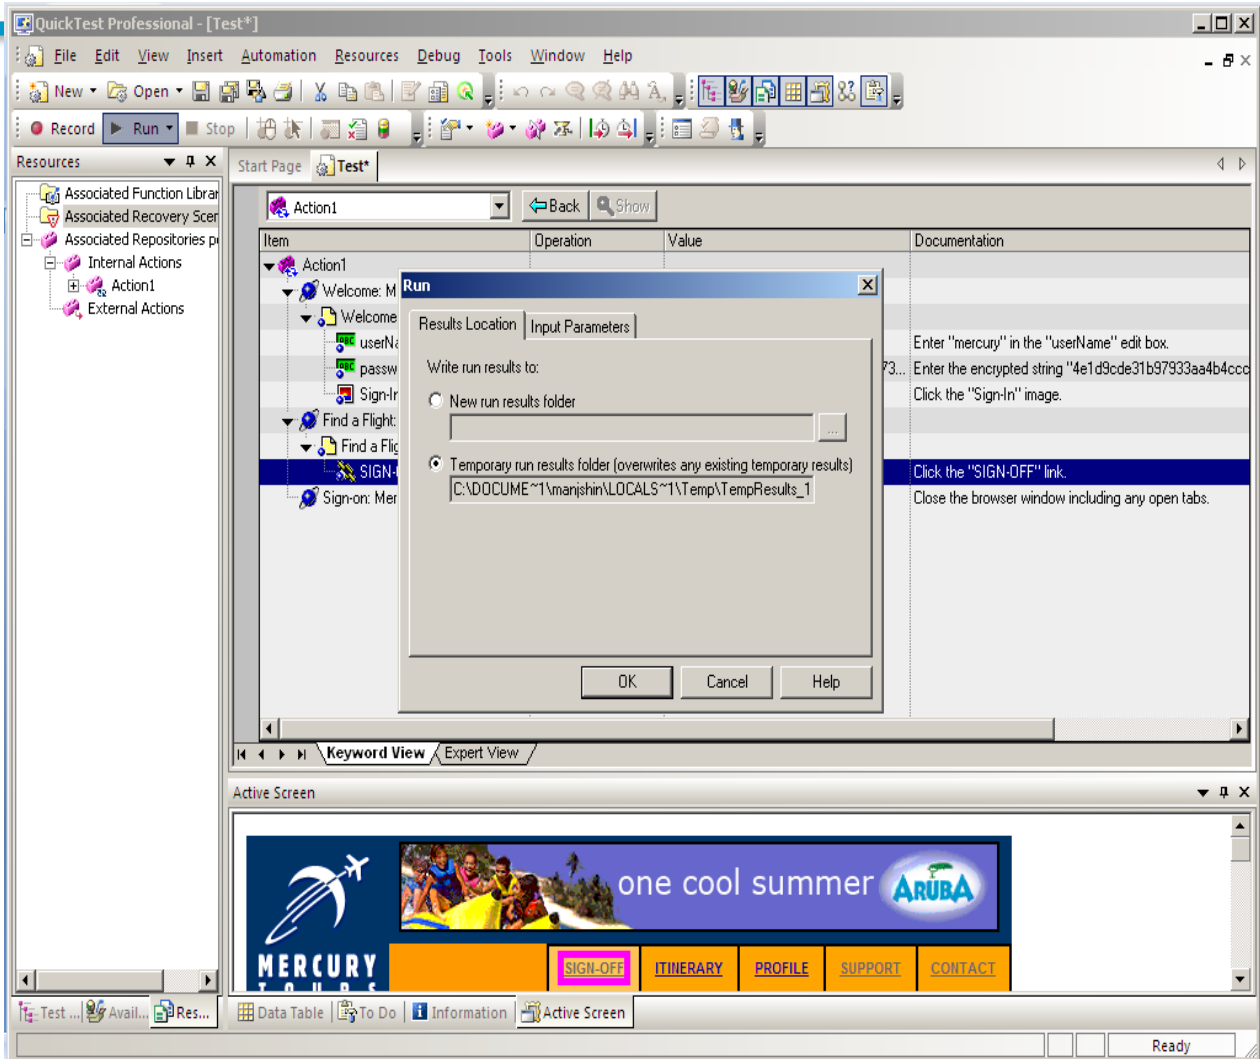 QuickTest Professional - [Test*]
File Edit View Insert Automation Resources Debug Tools Window Help
New Open
Record Run Stop
Resources
Start Page Test*
Associated Function Librar
Associated Recovery Scer
Associated Repositories p
Internal Actions
Action1
External Actions
Action1 Back Show
Item Operation Value Documentation
Action1
Welcome: M
Welcome
userNa Enter "mercury" in the "userName" edit box.
passw 73... Enter the encrypted string "4e1d9cde31b97933aa4b4ccc
Sign-Ir Click the "Sign-In" image.
Find a Flight:
Find a Flig
SIGN- Click the "SIGN-OFF" link.
Sign-on: Mer Close the browser window including any open tabs.
Run
Results Location Input Parameters
Write run results to:
New run results folder
...
Temporary run results folder (overwrites any existing temporary results)
C:\DOCUME~1\manjshin\LOCALS~1\Temp\TempResults_1
OK Cancel Help
Keyword View Expert View
Active Screen
one cool summer ARUBA
MERCURY
TOURS
SIGN-OFF ITINERARY PROFILE SUPPORT CONTACT
Test ... Avail... Res...
Data Table To Do Information Active Screen
Ready